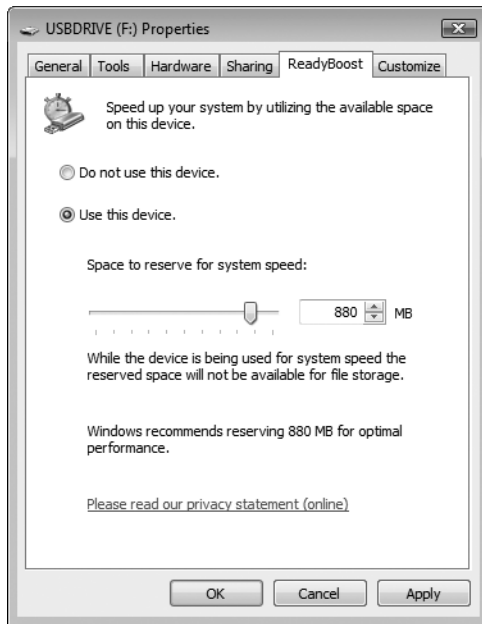 USBDRIVE (F:) Properties
General Tools Hardware Sharing ReadyBoost Customize
Speed up your system by utilizing the available space
on this device.
Do not use this device.
Use this device.
Space to reserve for system speed:
880 MB
While the device is being used for system speed the
reserved space will not be available for file storage.
Windows recommends reserving 880 MB for optimal
performance.
Please read our privacy statement (online)
OK Cancel Apply